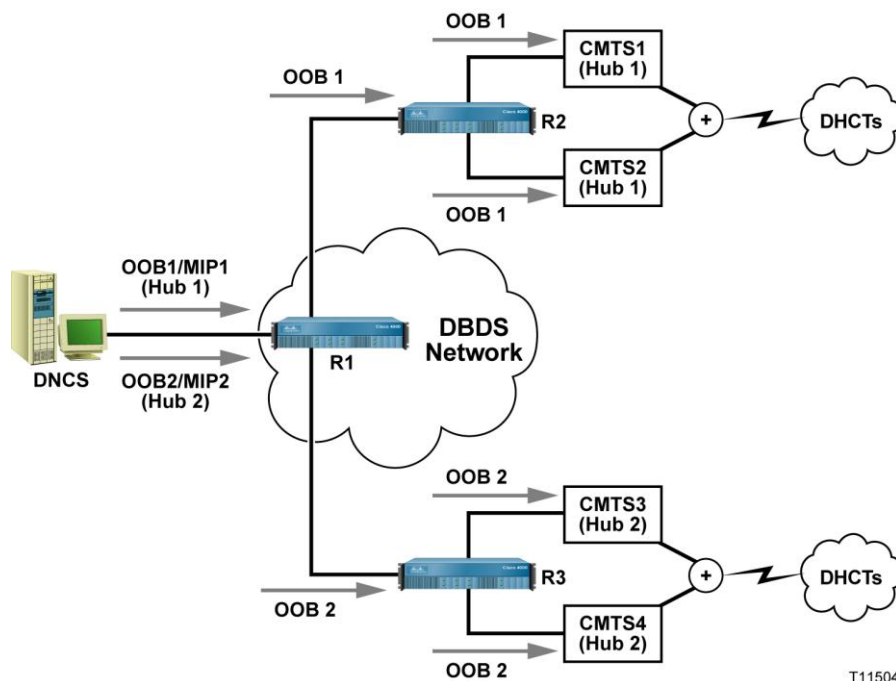 OOB 1
CMTS1
(Hub 1)
OOB 1
R2
DHCTs
CMTS2
(Hub 1)
OOB 1
OOB1/MIP1
(Hub 1)
DBDS
Network
R1
DNCS
OOB2/MIP2
(Hub 2)
OOB 2
CMTS3
(Hub 2)
R3
DHCTs
OOB 2
CMTS4
(Hub 2)
OOB 2
T11504